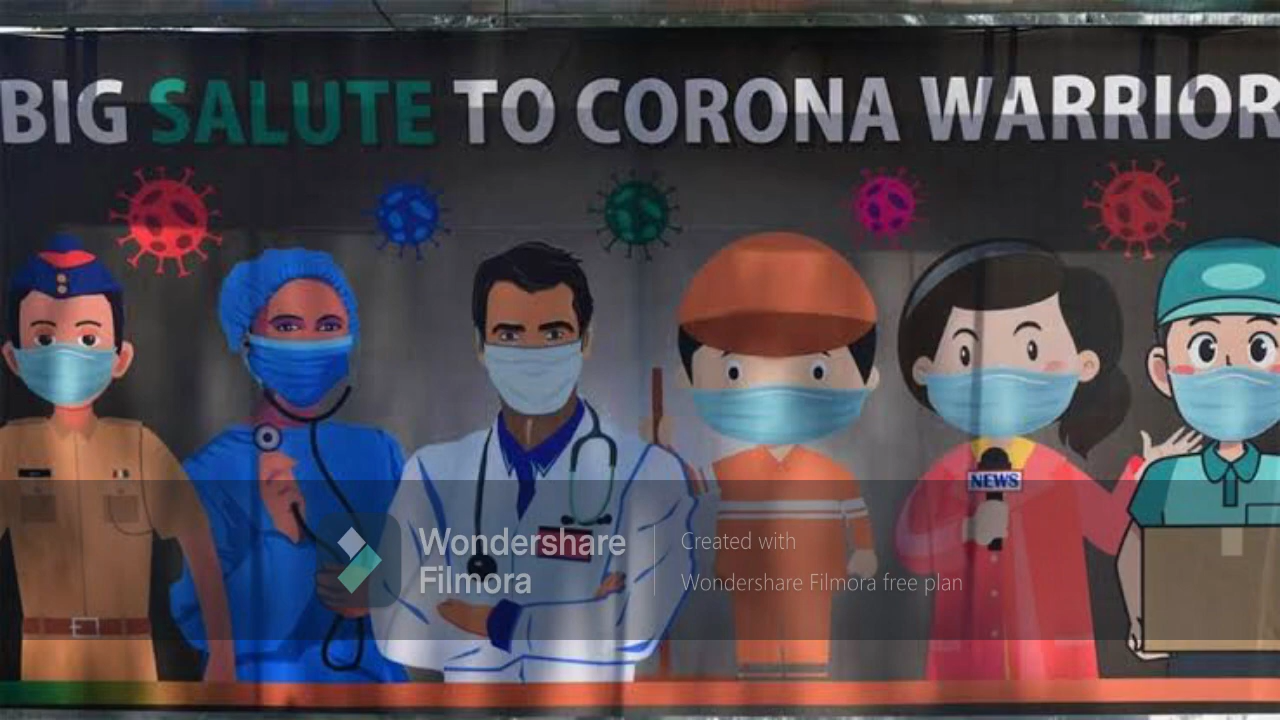 BIG SALUTE TO CORONA WARRIOR
NEWS
Wondershare
Filmora
Created with
Wondershare Filmora free plan